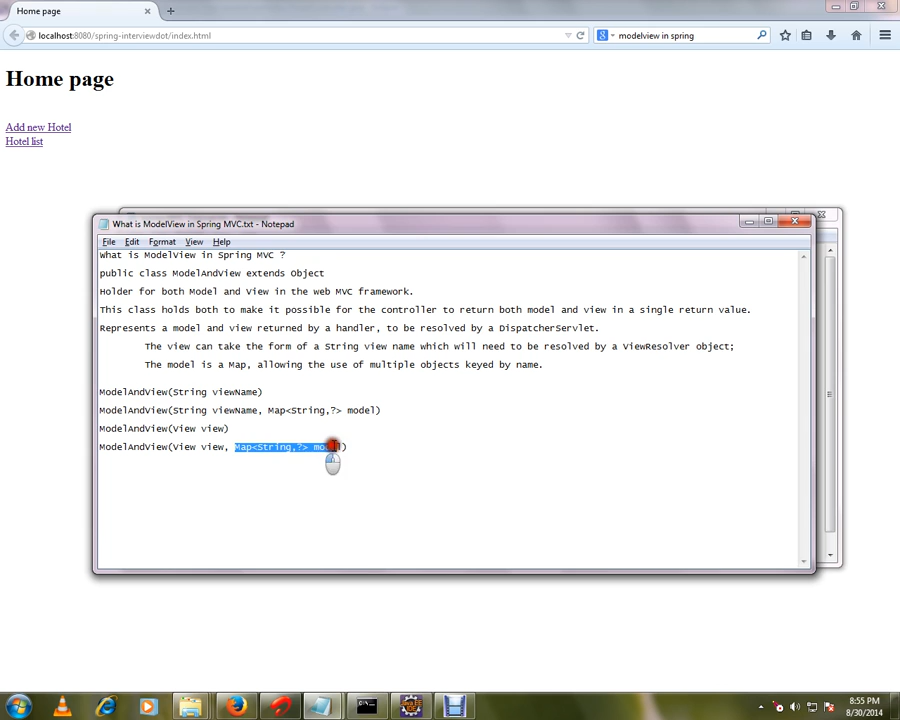 Home page
localhost:8080/spring-interviewdot/index.html
modelview in spring
Home page
Add new Hotel
Hotel list
What is ModelView in Spring MVC.txt - Notepad
File Edit Format View Help
What is ModelView in Spring MVC ?
public class ModelAndView extends Object
Holder for both Model and View in the web MVC framework.
This class holds both to make it possible for the controller to return both model and view in a single return value.
Represents a model and view returned by a handler, to be resolved by a DispatcherServlet.
The view can take the form of a String view name which will need to be resolved by a ViewResolver object;
The model is a Map, allowing the use of multiple objects keyed by name.
ModelAndView(String viewName)
ModelAndView(String viewName, Map<String,?> model)
ModelAndView(View view)
ModelAndView(View view, Map<String,?> model)
8:55 PM
8/30/2014